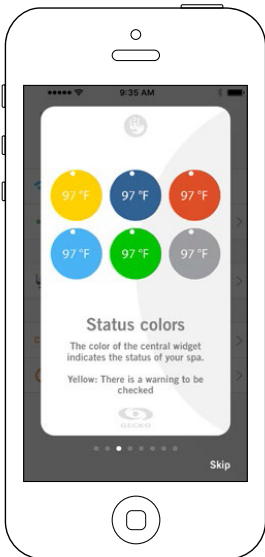 9:35 AM
97 °F 97 °F 97 °F
97 °F 97 °F 97 °F
Status colors
The color of the central widget
indicates the status of your spa.
Yellow: There is a warning to be
checked
GECKO
Skip